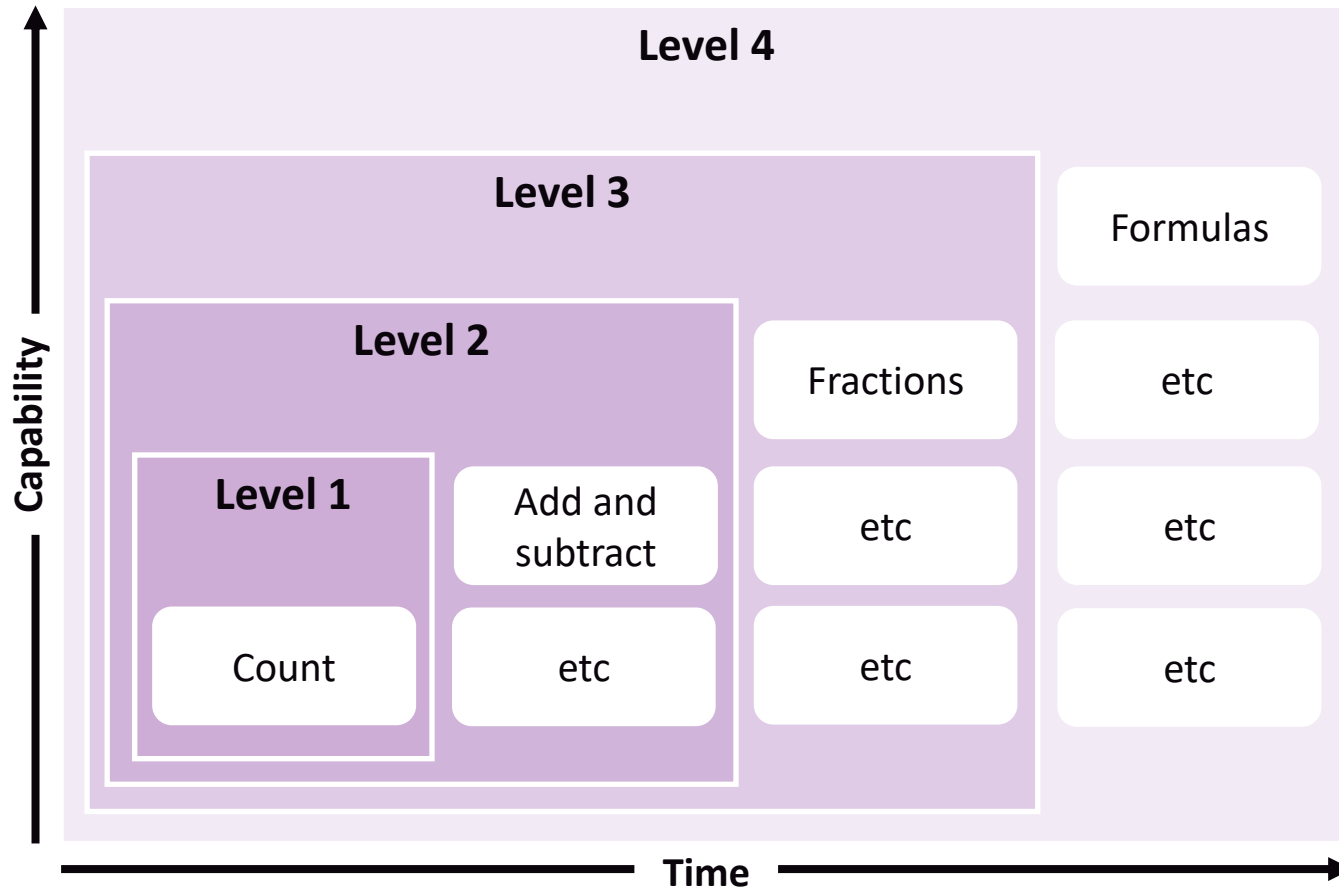 Level 4
Level 3
Formulas
Level 2
Capability
Fractions
etc
Level 1
Add and
subtract
etc
etc
Count
etc
etc
etc
Time